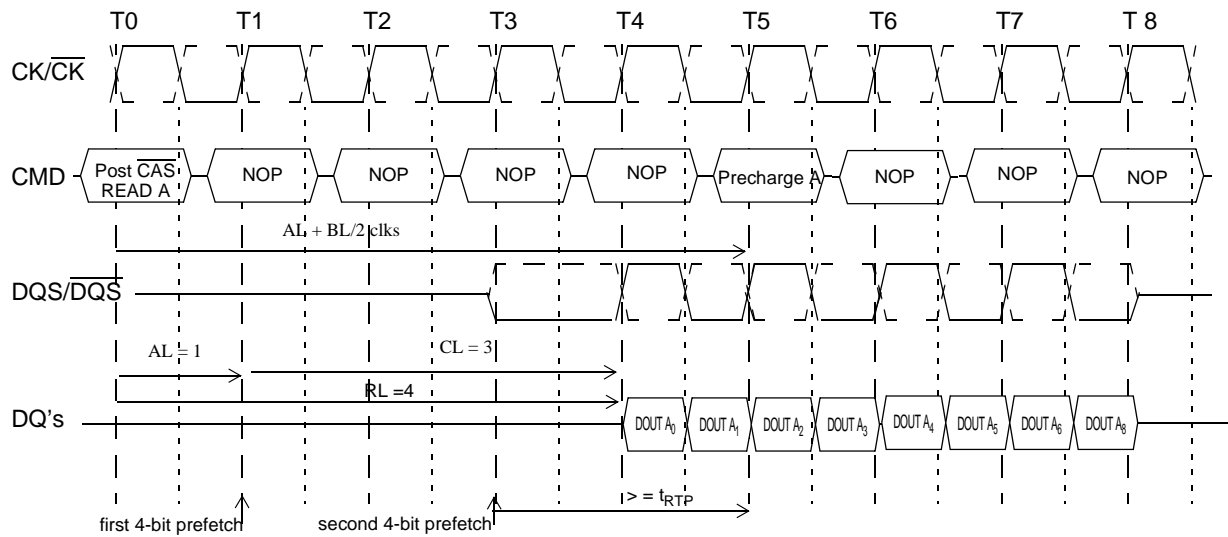 T0 T1 T2 T3 T4 T5 T6 T7 T 8
CK/CK
CMD
Post CAS
READ A
NOP
NOP
NOP
NOP
Precharge A
NOP
NOP
NOP
AL + BL/2 clks
DQS/DQS
AL = 1
CL = 3
RL =4
DQ's
DOUT A0 DOUT A1 DOUT A2 DOUT A3 DOUT A4 DOUT A5 DOUT A6 DOUT A8
> = tRTP
first 4-bit prefetch
second 4-bit prefetch